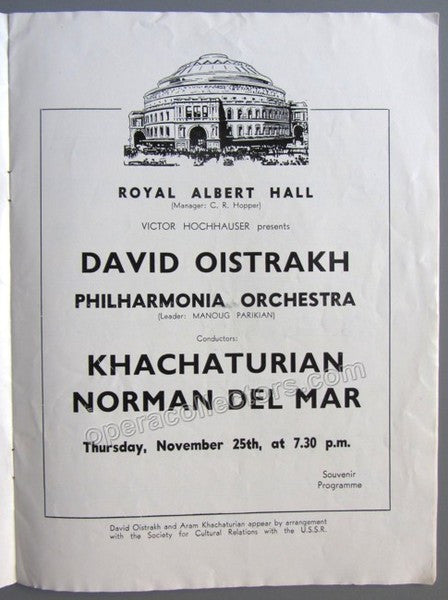 ROYAL ALBERT HALL
(Manager: C. R. Hopper)
VICTOR HOCHHAUSER presents
DAVID OISTRAKH
PHILHARMONIA ORCHESTRA
(Leader: MANOUG PARIKIAN)
Conductors:
KHACHATURIAN
NORMAN DEL MAR
operacollectors.com
Thursday, November 25th, at 7.30 p.m.
Souvenir
Programme
David Oistrakh and Aram Khachaturian appear by arrangement
with the Society for Cultural Relations with the U.S.S.R.